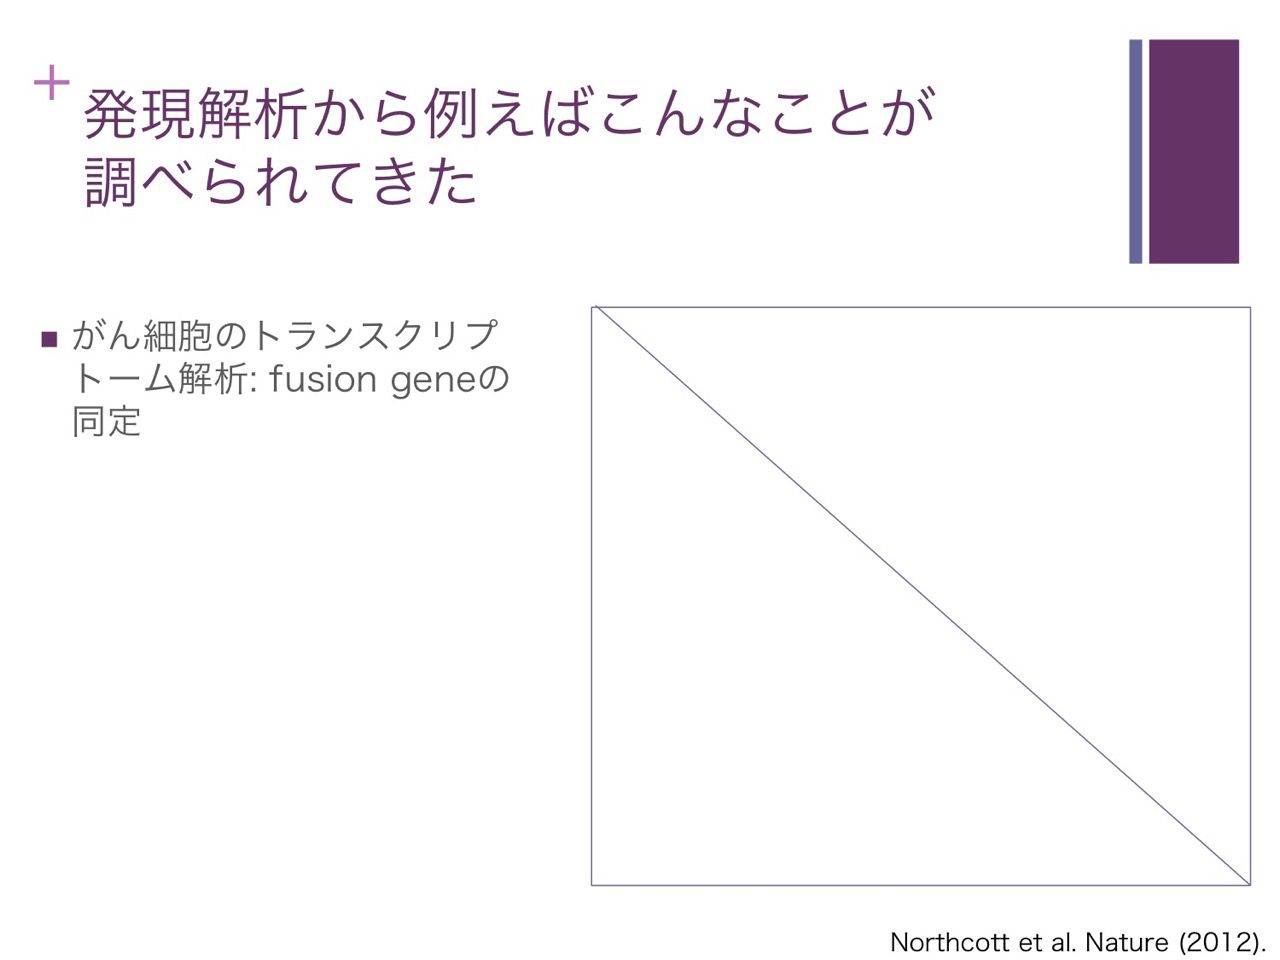 +
発現解析から例えばこんなことが
調べられてきた
■ がん細胞のトランスクリプ
トーム解析: fusion geneの
同定
Northcott et al. Nature (2012).